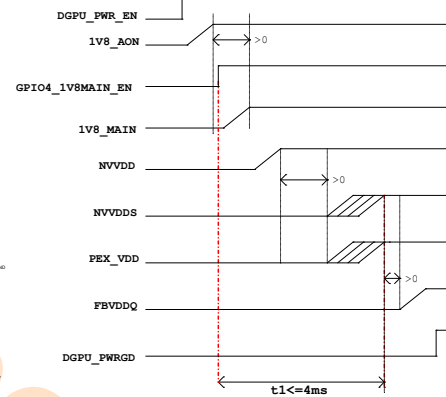 DGPU_PWR_EN
1V8_AON
>0
GPIO4_1V8MAIN_EN
1V8_MAIN
NVVDD
>0
NVVDDS
PEX_VDD
>0
FBVDDQ
DGPU_PWRGD
t1<=4ms